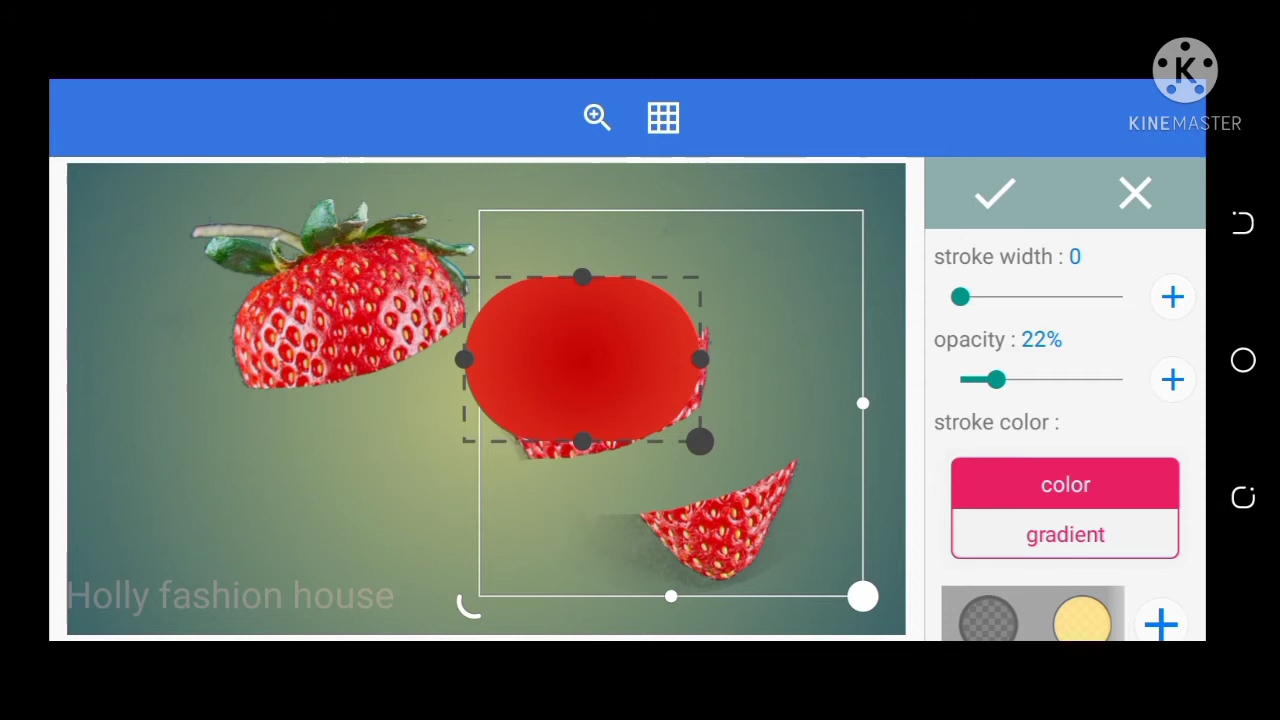 KINEMASTER
stroke width : 0
opacity : 22%
stroke color :
color
gradient
Holly fashion house